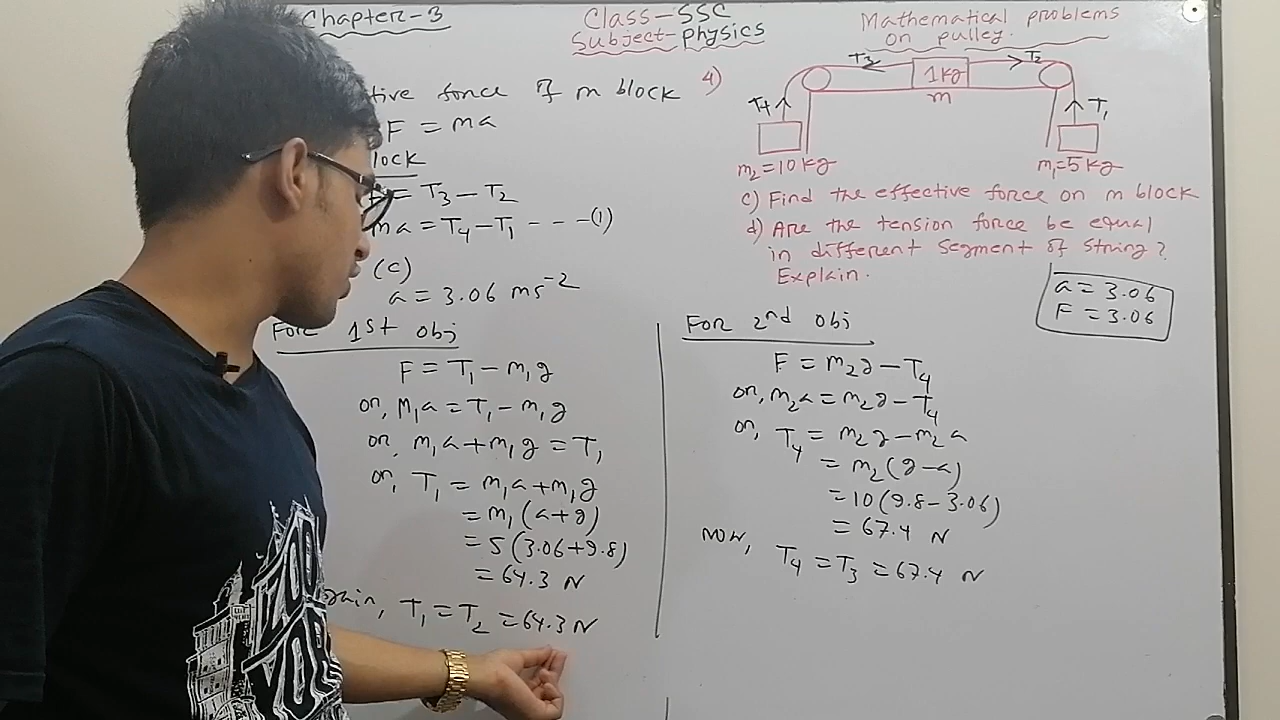 Chapter-3
Class-SSC
Subject-physics
Mathematical problems
on pulley.
tive force of m block
F = ma
lock
= T₃ - T₂
ma = T₄ - T₁ --- (1)
(c)
a = 3.06 ms⁻²
For 1st obj
F = T₁ - m₁g
or, m₁a = T₁ - m₁g
or, m₁a + m₁g = T₁
or, T₁ = m₁a + m₁g
= m₁(a+g)
= 5(3.06+9.8)
= 64.3 N
gain, T₁ = T₂ = 64.3 N
4)
T₃
1kg
T₂
m
T₄
T₁
m₂=10kg
m₁=5kg
c) Find the effective force on m block
d) Are the tension force be equal
in different segment of string?
Explain.
a = 3.06
F = 3.06
For 2nd obj
F = m₂g - T₄
or, m₂a = m₂g - T₄
or, T₄ = m₂g - m₂a
= m₂(g-a)
= 10(9.8-3.06)
= 67.4 N
now,
T₄ = T₃ = 67.4 N